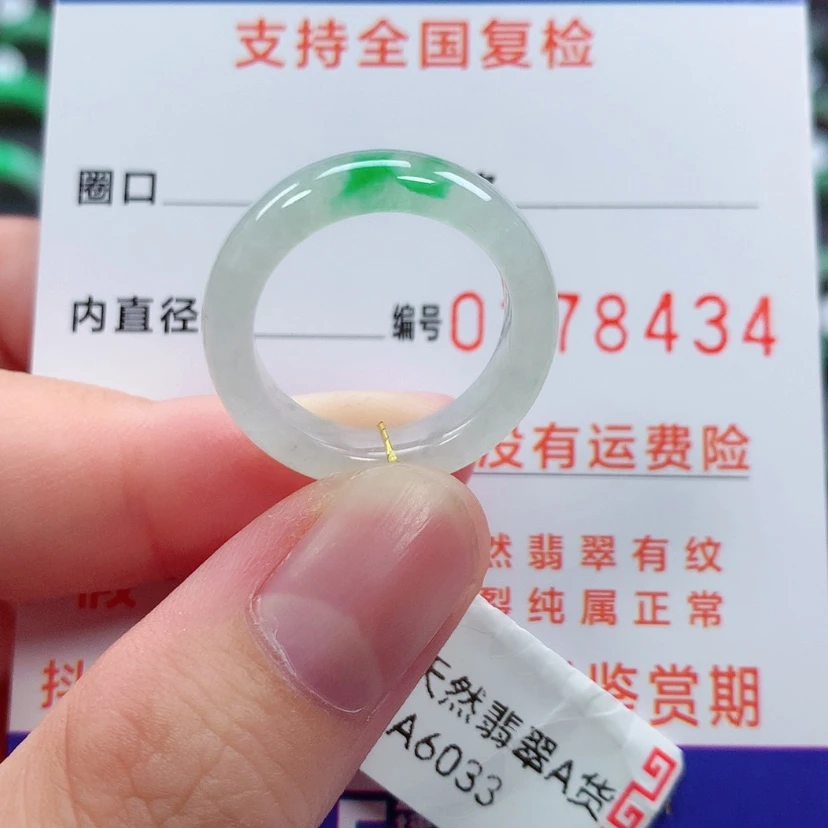 支持全国复检
圈口
内直径
编号 0 78434
没有运费险
然翡翠有纹
裂纯属正常
抖 鉴赏期
天然翡翠A货
A6033